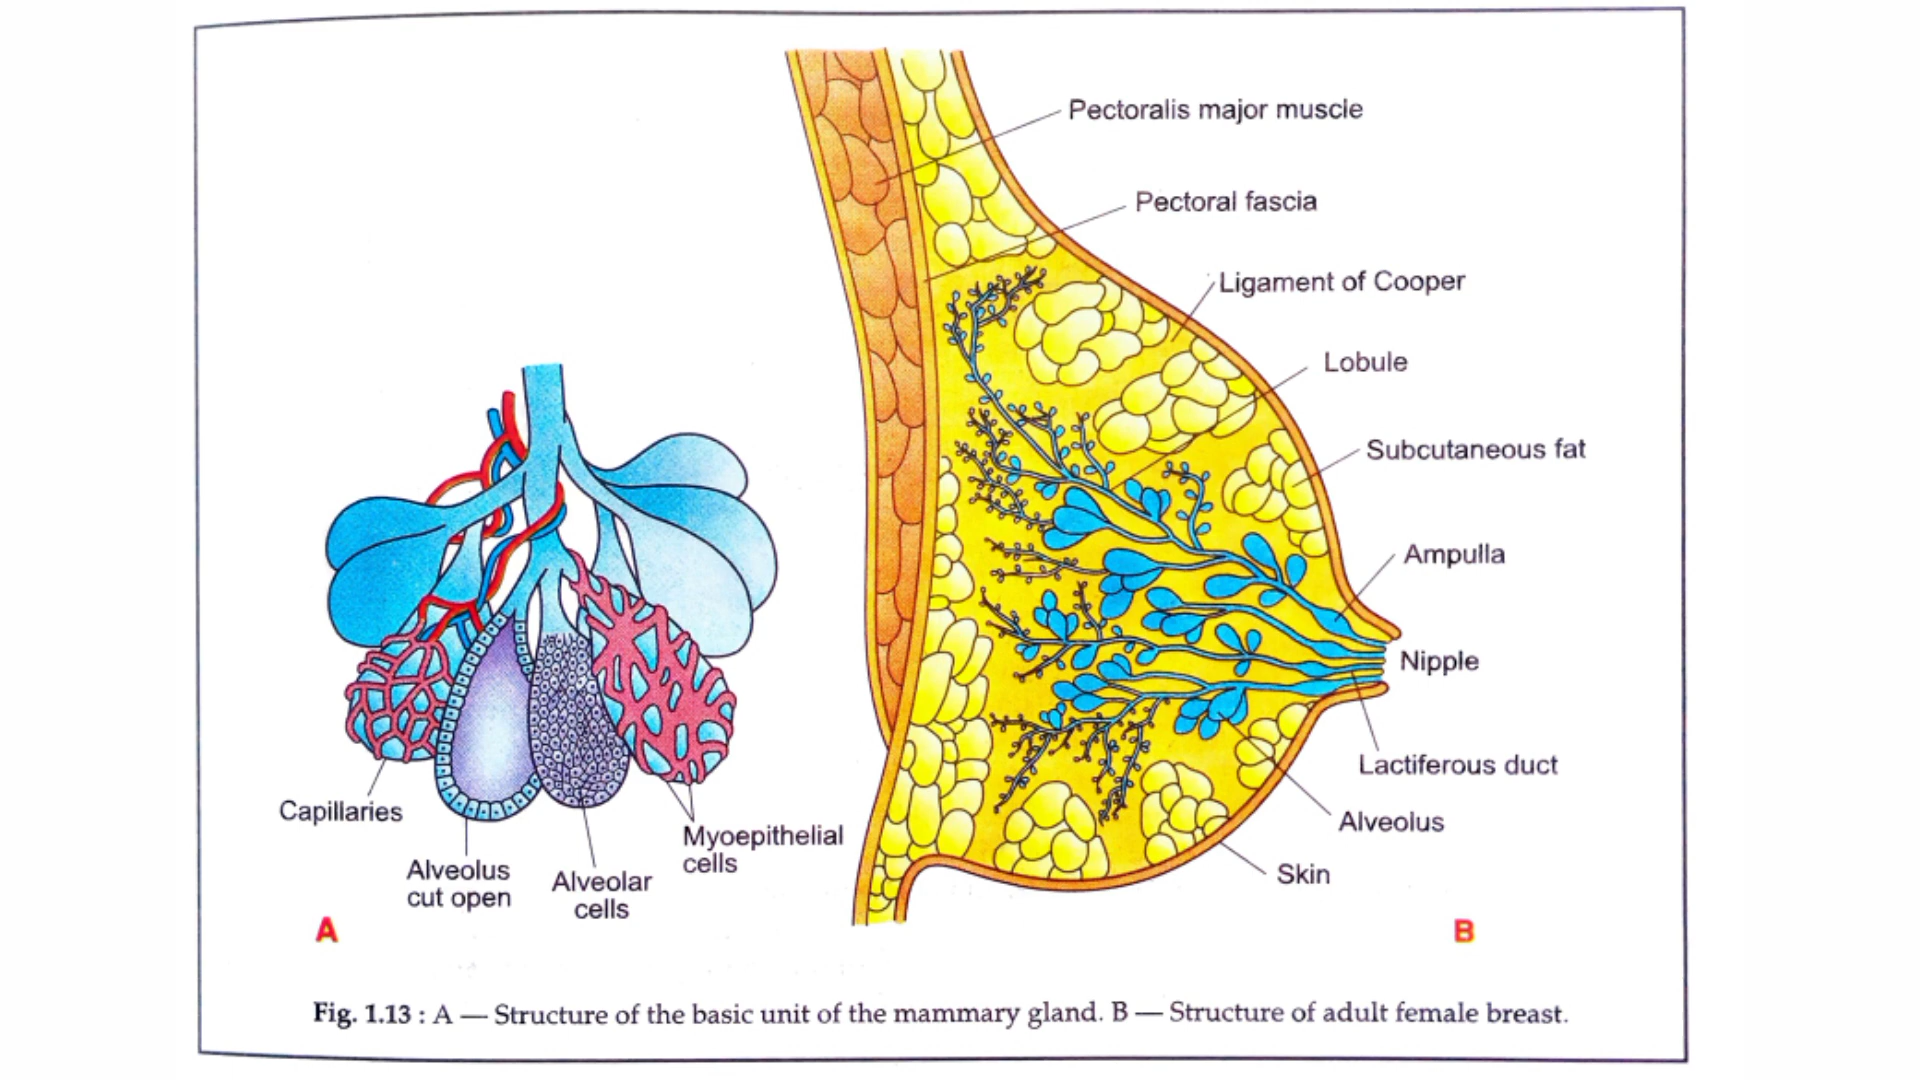 Pectoralis major muscle
Pectoral fascia
Ligament of Cooper
Lobule
Subcutaneous fat
Ampulla
Nipple
Lactiferous duct
Alveolus
Skin
Capillaries
Alveolus
cut open
Alveolar
cells
Myoepithelial
cells
A
B
Fig. 1.13 : A — Structure of the basic unit of the mammary gland. B — Structure of adult female breast.